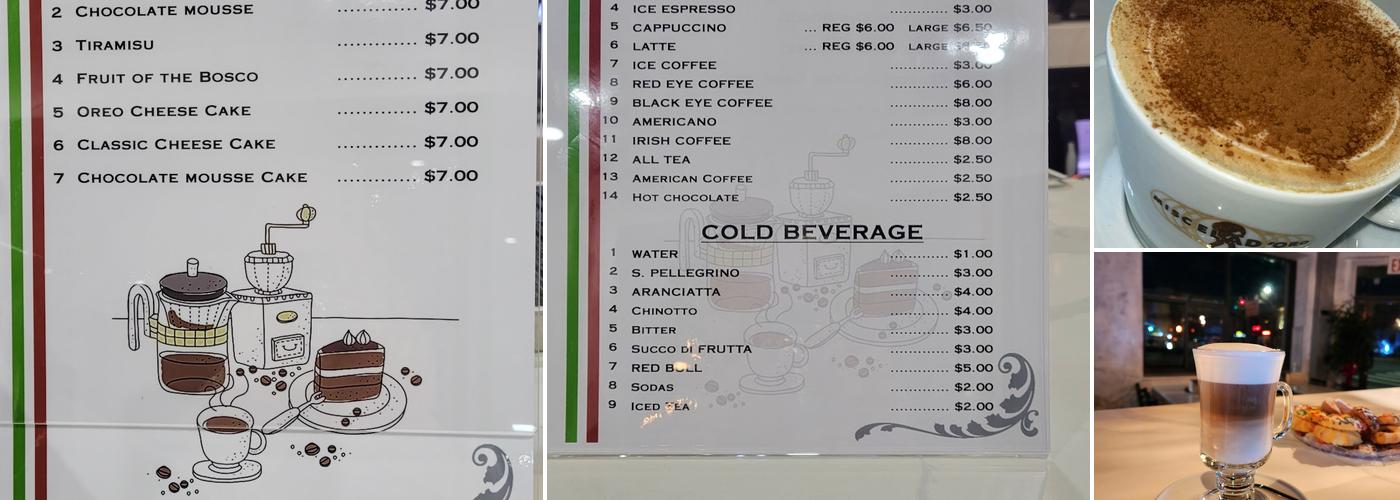 2 CHOCOLATE MOUSSE ............ $7.00
3 TIRAMISU ............ $7.00
4 FRUIT OF THE BOSCO ............ $7.00
5 OREO CHEESE CAKE ............ $7.00
6 CLASSIC CHEESE CAKE ............ $7.00
7 CHOCOLATE MOUSSE CAKE ............ $7.00
4 ICE ESPRESSO ............ $3.00
5 CAPPUCCINO ... REG $6.00 LARGE $6.50
6 LATTE ... REG $6.00 LARGE
7 ICE COFFEE ............ $3.00
8 RED EYE COFFEE ............ $6.00
9 BLACK EYE COFFEE ............ $8.00
10 AMERICANO ............ $3.00
11 IRISH COFFEE ............ $8.00
12 ALL TEA ............ $2.50
13 AMERICAN COFFEE ............ $2.50
14 HOT CHOCOLATE ............ $2.50
COLD BEVERAGE
1 WATER ............ $1.00
2 S. PELLEGRINO ............ $3.00
3 ARANCIATTA ............ $4.00
4 CHINOTTO ............ $4.00
5 BITTER ............ $3.00
6 SUCCO DI FRUTTA ............ $3.00
7 RED BULL ............ $5.00
8 SODAS ............ $2.00
9 ICED TEA ............ $2.00
MISCELA D'ORO